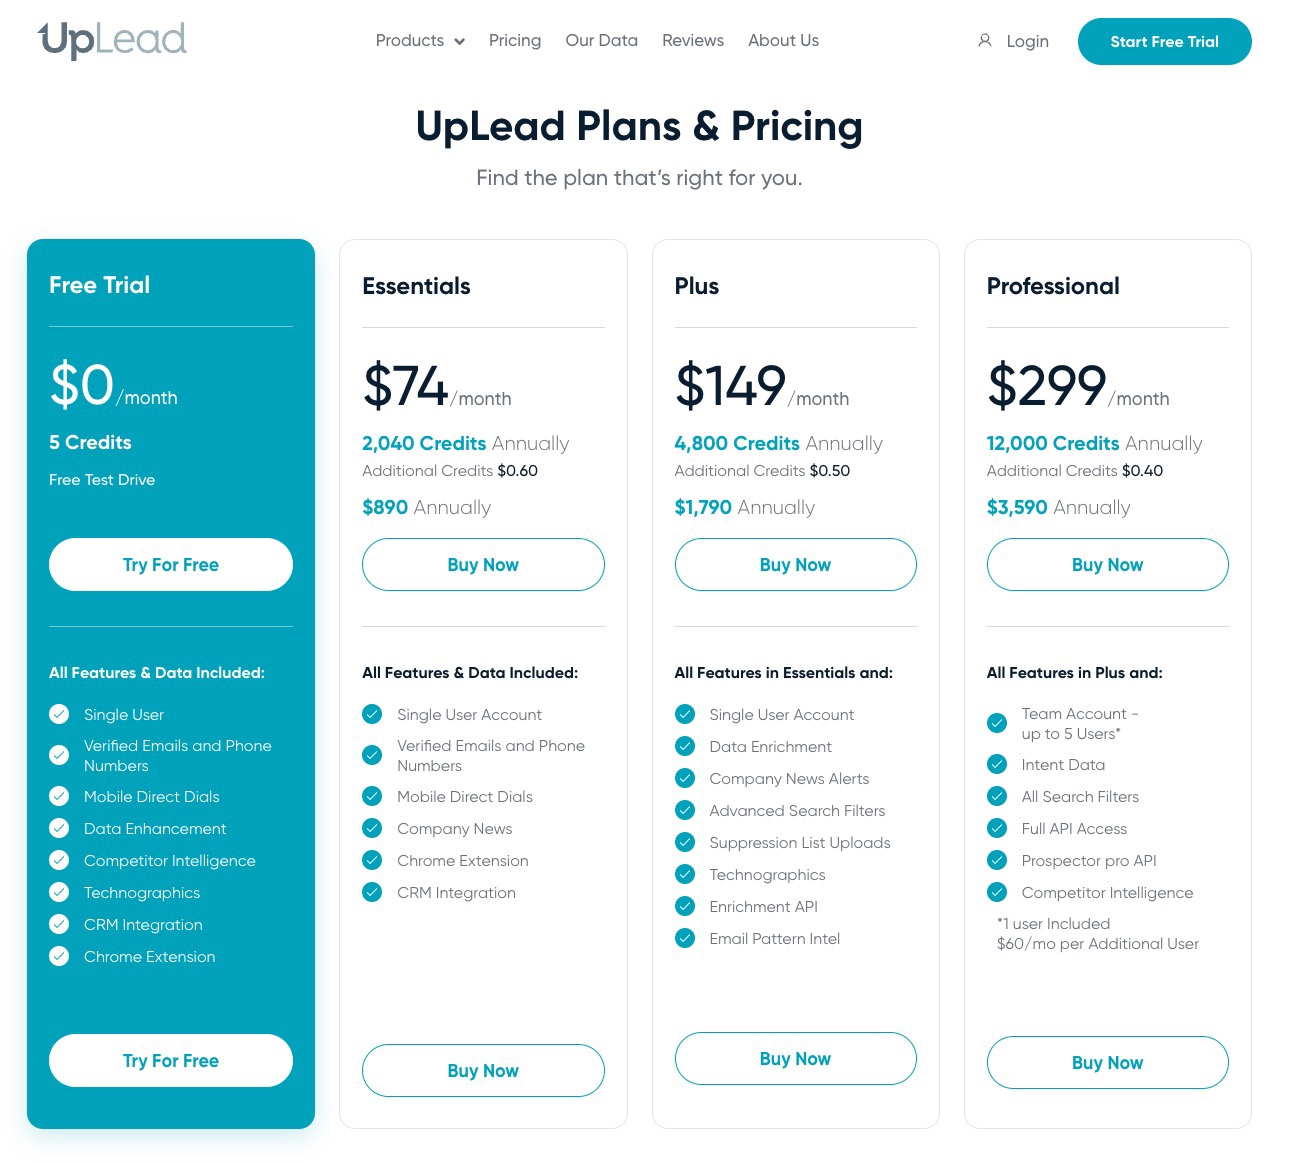 UpLead
Products
Pricing
Our Data
Reviews
About Us
Login
Start Free Trial
UpLead Plans & Pricing
Find the plan that’s right for you.
Free Trial
$0/month
5 Credits
Free Test Drive
Try For Free
All Features & Data Included:
Single User
Verified Emails and Phone
Numbers
Mobile Direct Dials
Data Enhancement
Competitor Intelligence
Technographics
CRM Integration
Chrome Extension
Try For Free
Essentials
$74/month
2,040 Credits Annually
Additional Credits $0.60
$890 Annually
Buy Now
All Features & Data Included:
Single User Account
Verified Emails and Phone
Numbers
Mobile Direct Dials
Company News
Chrome Extension
CRM Integration
Buy Now
Plus
$149/month
4,800 Credits Annually
Additional Credits $0.50
$1,790 Annually
Buy Now
All Features in Essentials and:
Single User Account
Data Enrichment
Company News Alerts
Advanced Search Filters
Suppression List Uploads
Technographics
Enrichment API
Email Pattern Intel
Buy Now
Professional
$299/month
12,000 Credits Annually
Additional Credits $0.40
$3,590 Annually
Buy Now
All Features in Plus and:
Team Account -
up to 5 Users*
Intent Data
All Search Filters
Full API Access
Prospector pro API
Competitor Intelligence
*1 user Included
$60/mo per Additional User
Buy Now